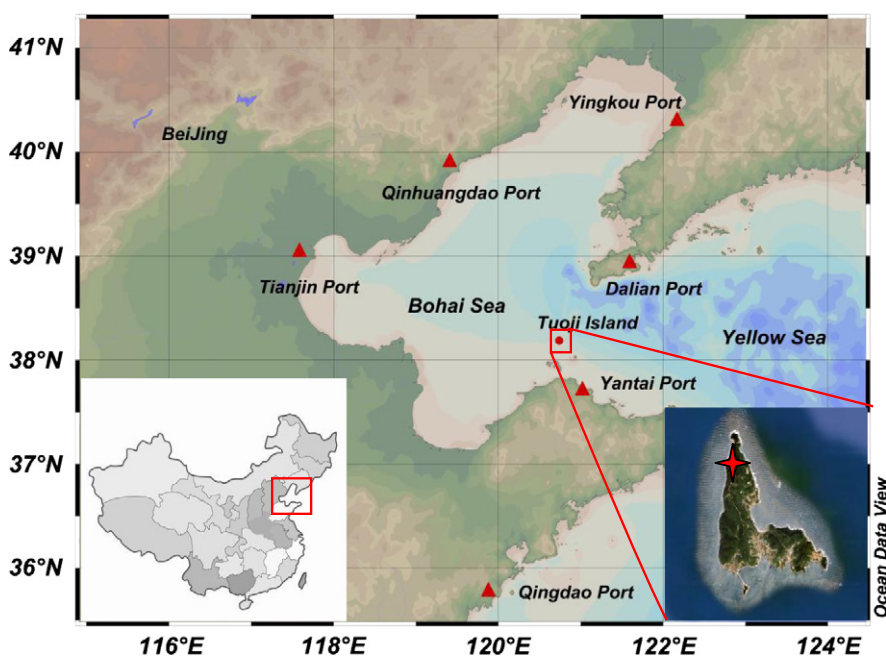 41°N
Yingkou Port
BeiJing
40°N
Qinhuangdao Port
39°N
Tianjin Port
Dalian Port
Bohai Sea
Tuoji Island
Yellow Sea
38°N
Yantai Port
37°N
36°N
Qingdao Port
Ocean Data View
116°E
118°E
120°E
122°E
124°E